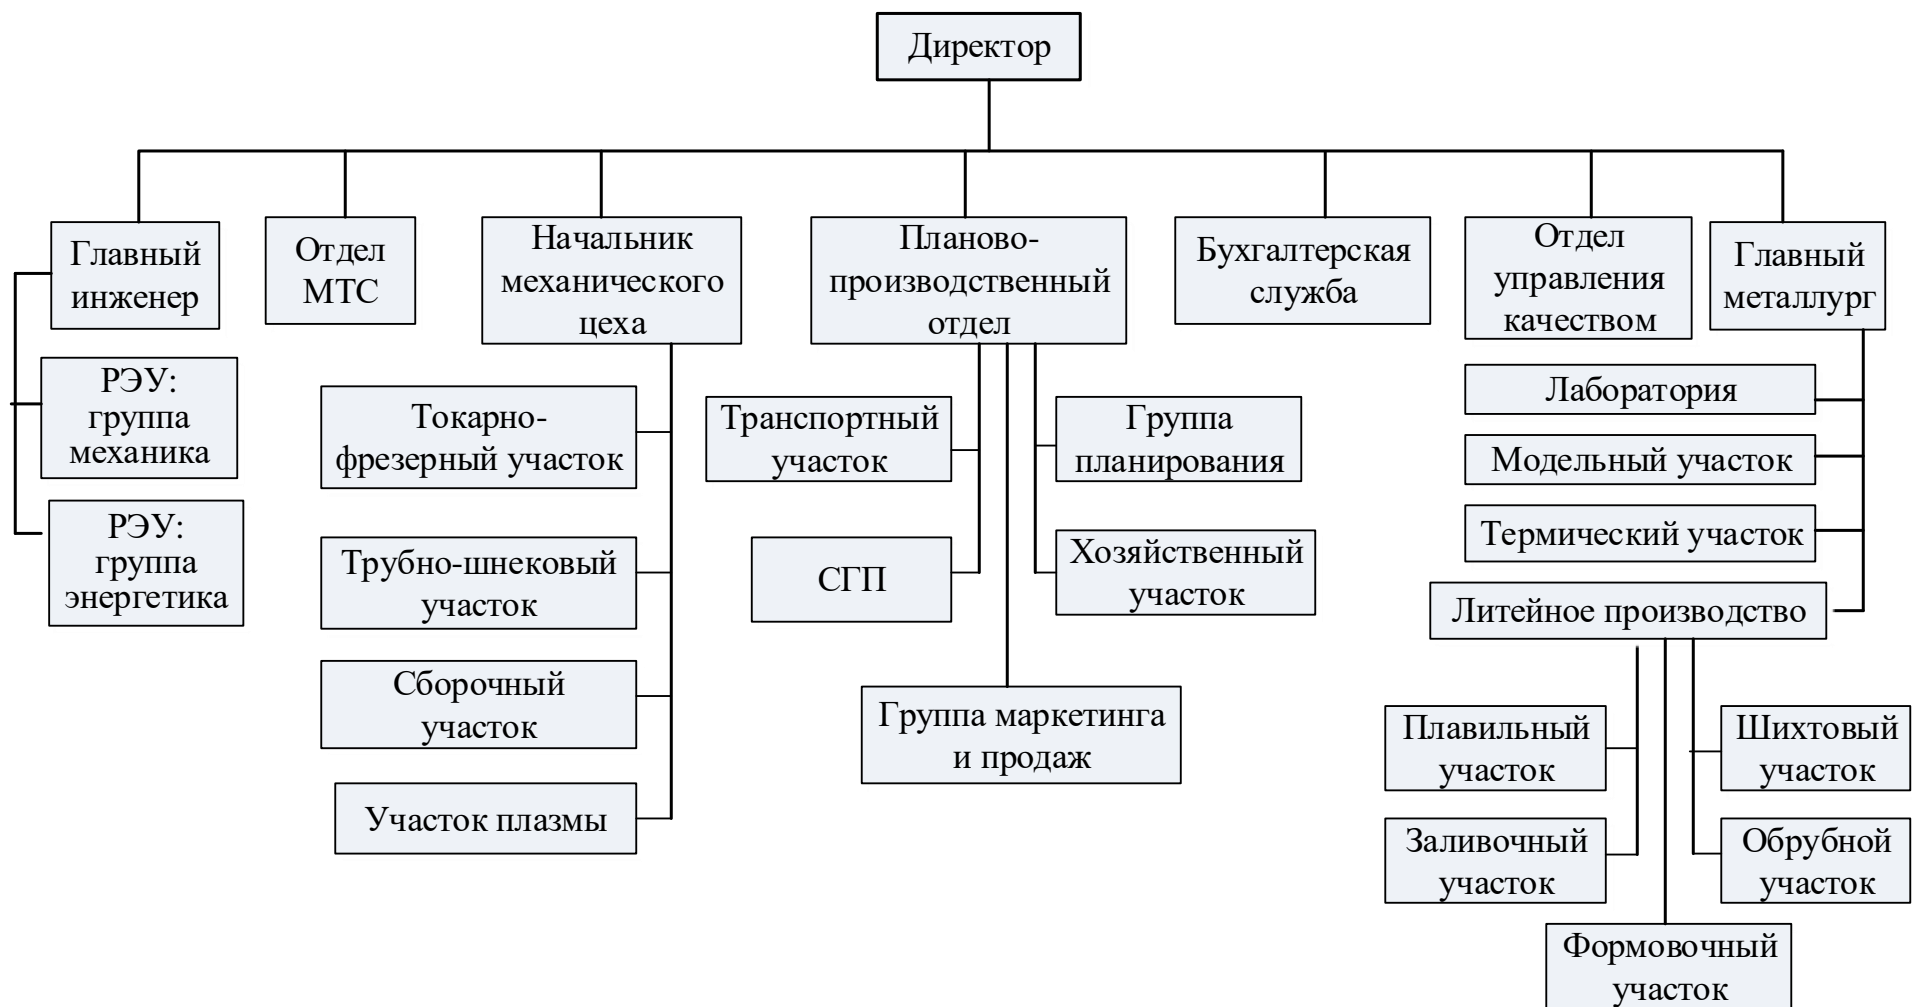 Директор
Главный
инженер
Отдел
МТС
Начальник
механического
цеха
Планово-
производственный
отдел
Бухгалтерская
служба
Отдел
управления
качеством
Главный
металлург
РЭУ:
группа
механика
РЭУ:
группа
энергетика
Токарно-
фрезерный участок
Трубно-шнековый
участок
Сборочный
участок
Участок плазмы
Транспортный
участок
Группа
планирования
СГП
Хозяйственный
участок
Группа маркетинга
и продаж
Лаборатория
Модельный участок
Термический участок
Литейное производство
Плавильный
участок
Шихтовый
участок
Заливочный
участок
Обрубной
участок
Формовочный
участок